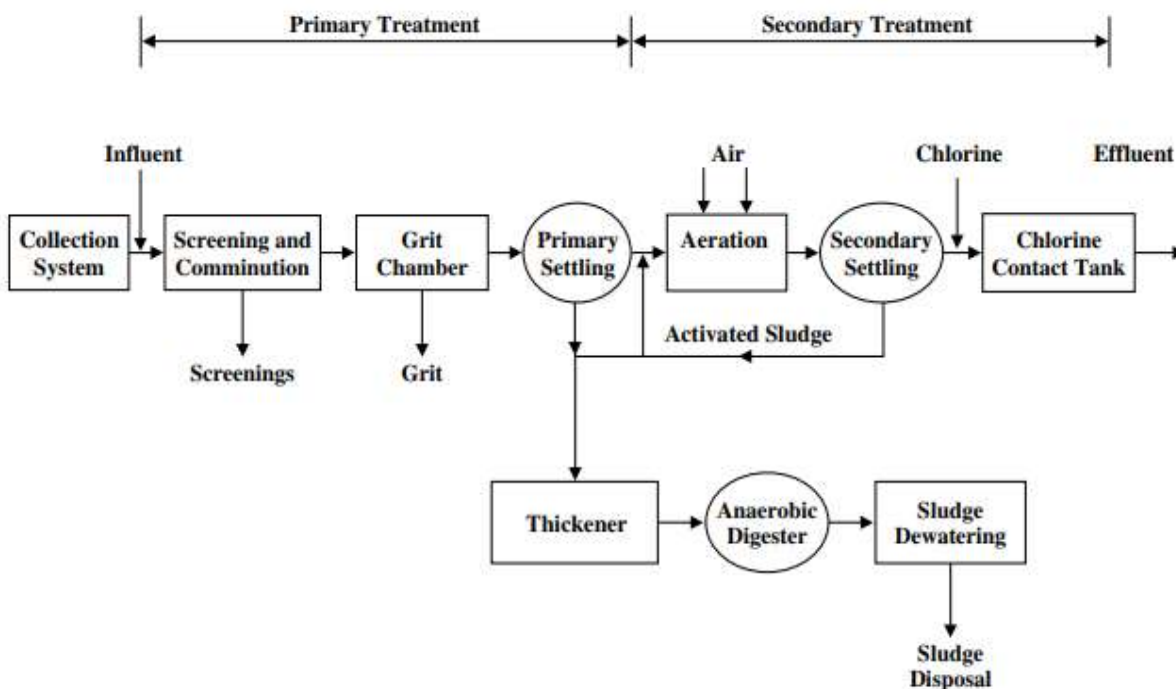 Primary Treatment
Secondary Treatment
Influent
Air
Chlorine
Effluent
Collection
System
Screening and
Comminution
Grit
Chamber
Primary
Settling
Aeration
Secondary
Settling
Chlorine
Contact Tank
Activated Sludge
Screenings
Grit
Thickener
Anaerobic
Digester
Sludge
Dewatering
Sludge
Disposal